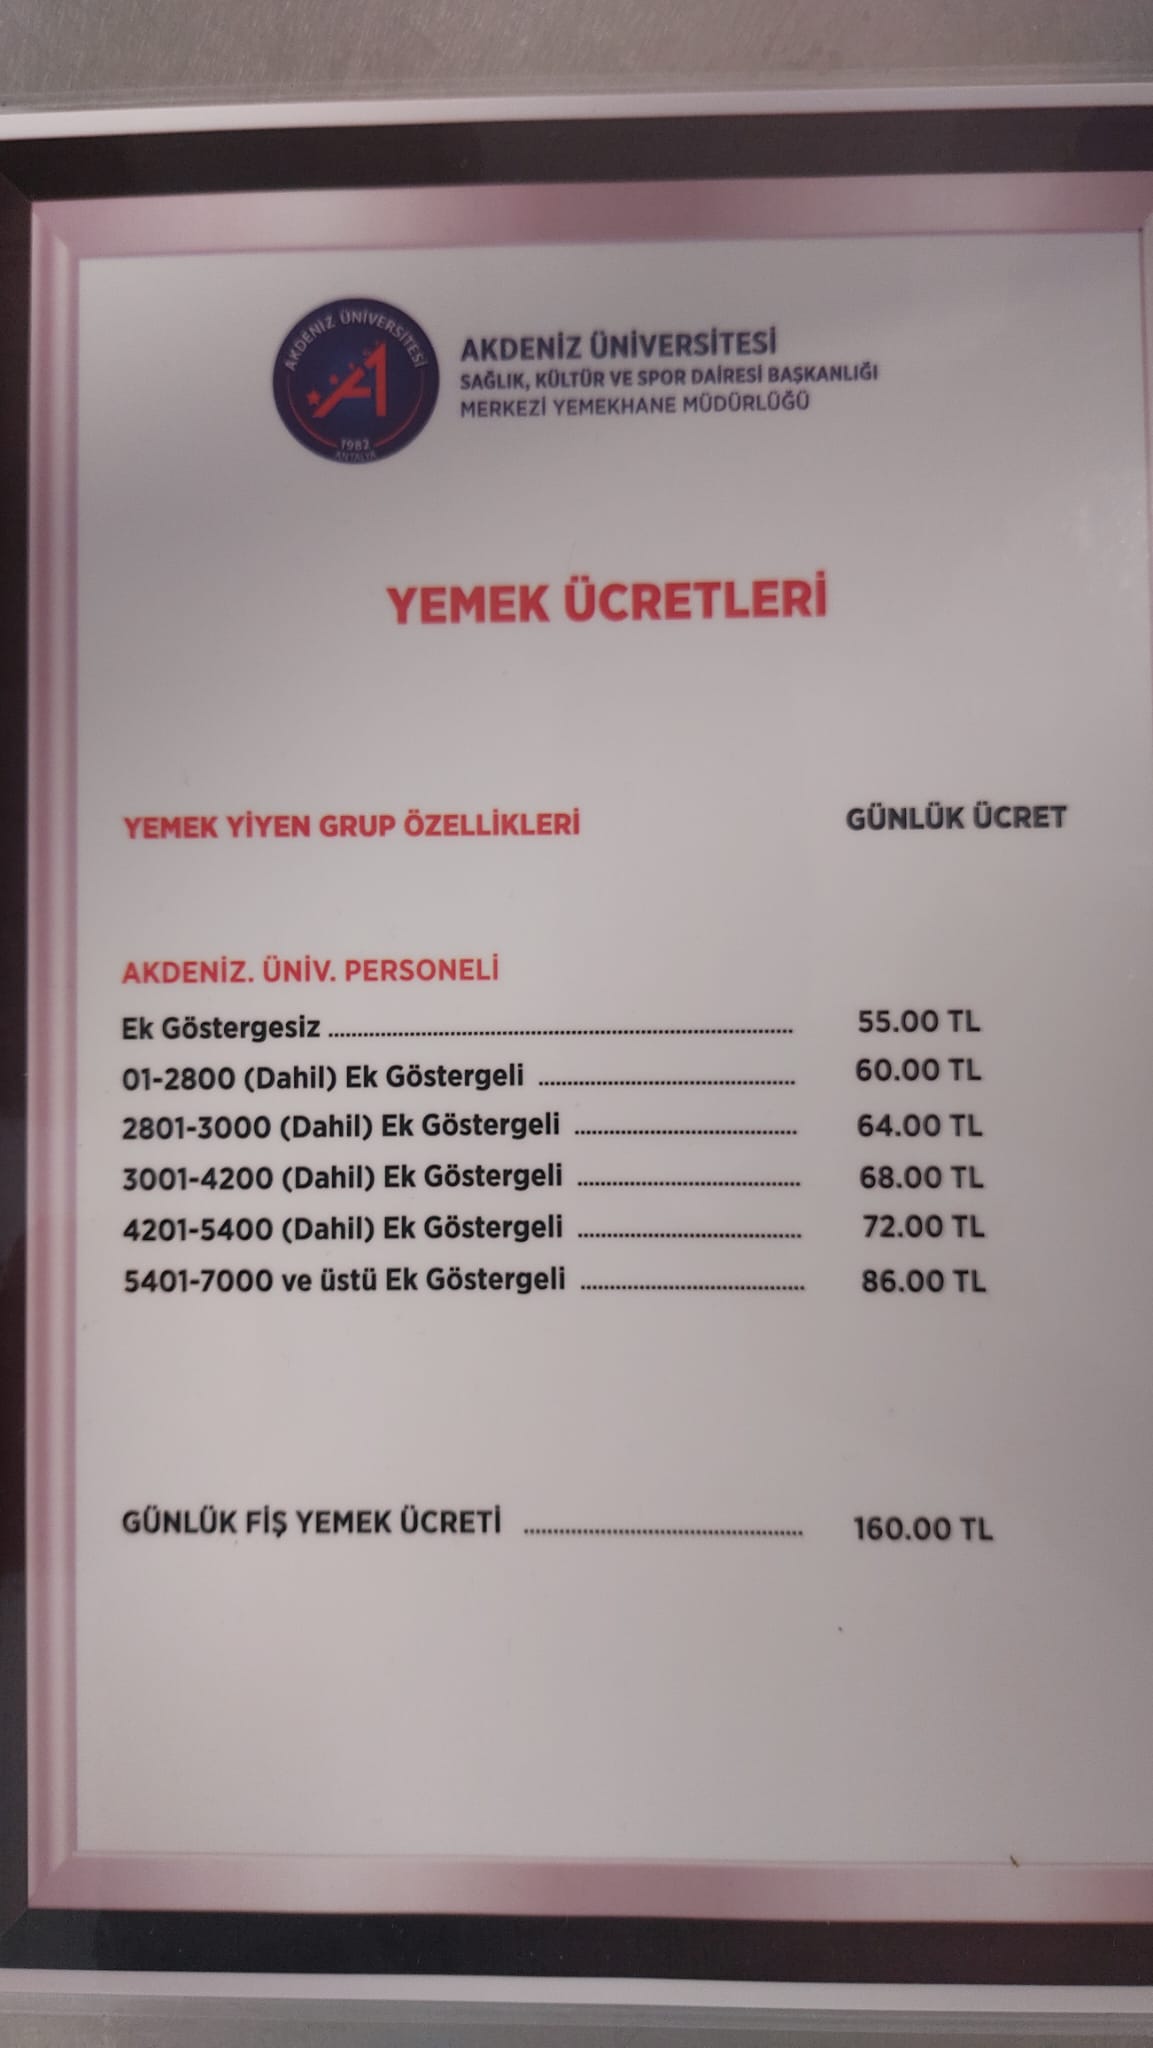 AKDENİZ ÜNİVERSİTESİ
1982
ANTALYA
AKDENİZ ÜNİVERSİTESİ
SAĞLIK, KÜLTÜR VE SPOR DAİRESİ BAŞKANLIĞI
MERKEZİ YEMEKHANE MÜDÜRLÜĞÜ
YEMEK ÜCRETLERİ
YEMEK YİYEN GRUP ÖZELLİKLERİ GÜNLÜK ÜCRET
AKDENİZ. ÜNİV. PERSONELİ
Ek Göstergesiz ........ 55.00 TL
01-2800 (Dahil) Ek Göstergeli ........ 60.00 TL
2801-3000 (Dahil) Ek Göstergeli ........ 64.00 TL
3001-4200 (Dahil) Ek Göstergeli ........ 68.00 TL
4201-5400 (Dahil) Ek Göstergeli ........ 72.00 TL
5401-7000 ve üstü Ek Göstergeli ........ 86.00 TL
GÜNLÜK FİŞ YEMEK ÜCRETİ ........ 160.00 TL